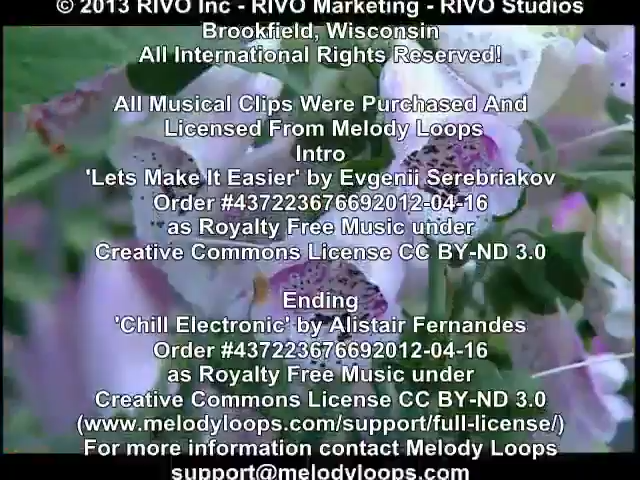 © 2013 RIVO Inc - RIVO Marketing - RIVO Studios
Brookfield, Wisconsin
All International Rights Reserved!
All Musical Clips Were Purchased And
Licensed From Melody Loops
Intro
'Lets Make It Easier' by Evgenii Serebriakov
Order #437223676692012-04-16
as Royalty Free Music under
Creative Commons License CC BY-ND 3.0
Ending
'Chill Electronic' by Alistair Fernandes
Order #437223676692012-04-16
as Royalty Free Music under
Creative Commons License CC BY-ND 3.0
(www.melodyloops.com/support/full-license/)
For more information contact Melody Loops
support@melodyloops.com